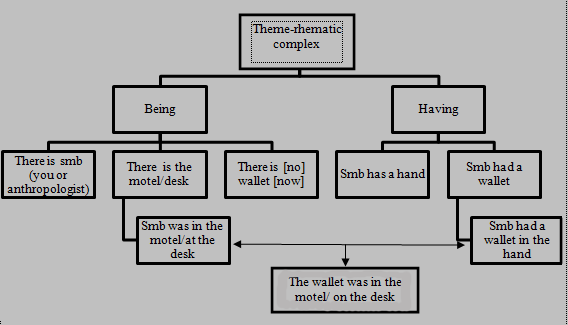 Theme-rhematic
complex
Being
Having
There is smb
(you or
anthropologist)
There is the
motel/desk
There is [no]
wallet [now]
Smb has a hand
Smb had a
wallet
Smb was in the
motel/at the
desk
Smb had a
wallet in the
hand
The wallet was in the
motel/ on the desk